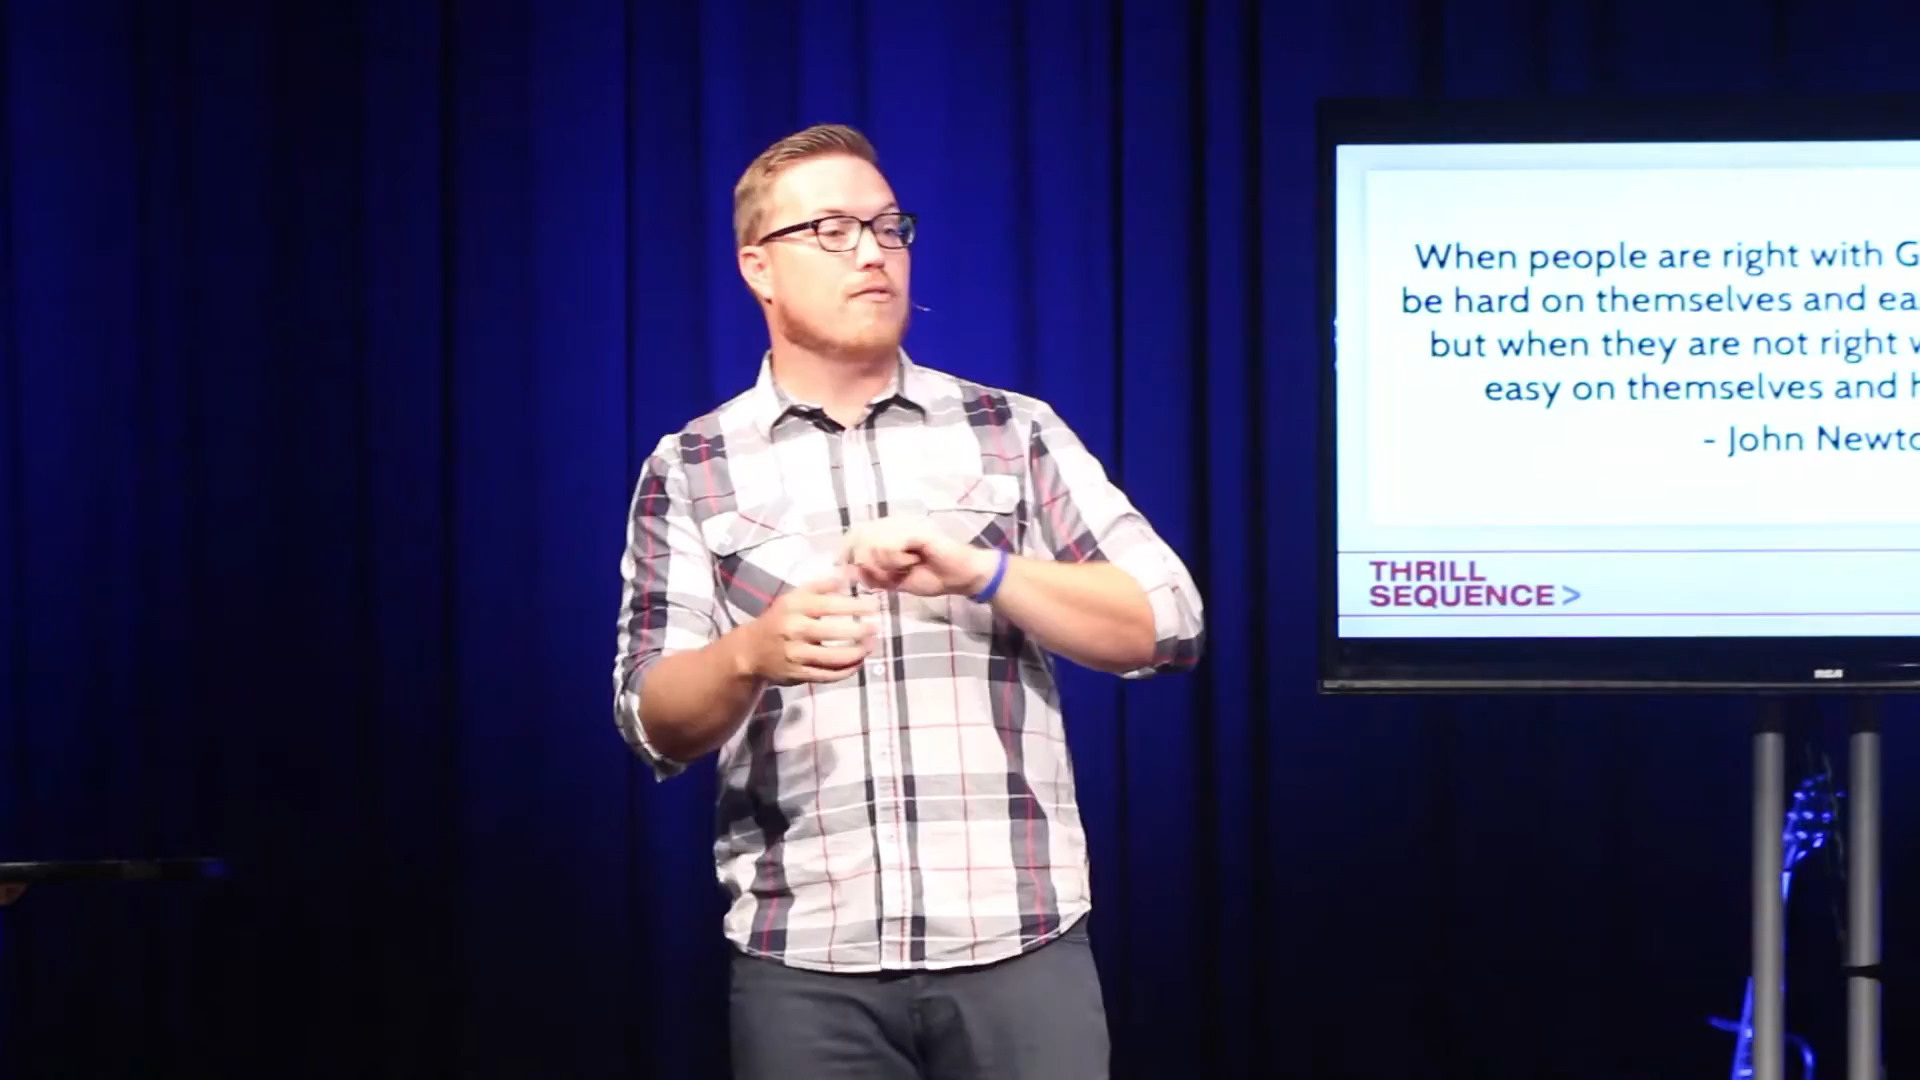 When people are right with G
be hard on themselves and ea
but when they are not right w
easy on themselves and h
- John Newto
THRILL
SEQUENCE >
RCA